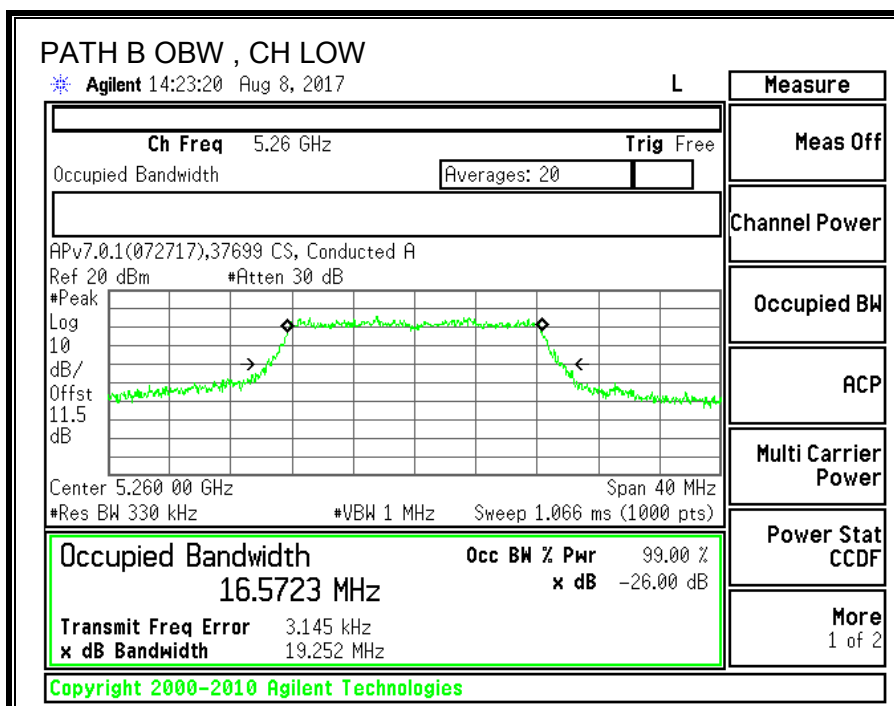 PATH B OBW , CH LOW
Agilent 14:23:20 Aug 8, 2017 L
Measure
Ch Freq 5.26 GHz Trig Free
Meas Off
Occupied Bandwidth Averages: 20
Channel Power
APv7.0.1(072717),37699 CS, Conducted A
Ref 20 dBm #Atten 30 dB
#Peak
Log
10
dB/
Offst
11.5
dB
Occupied BW
ACP
Multi Carrier
Power
Center 5.260 00 GHz Span 40 MHz
#Res BW 330 kHz #VBW 1 MHz Sweep 1.066 ms (1000 pts)
Power Stat
CCDF
Occupied Bandwidth Occ BW % Pwr 99.00 %
16.5723 MHz x dB -26.00 dB
Transmit Freq Error 3.145 kHz
x dB Bandwidth 19.252 MHz
More
1 of 2
Copyright 2000-2010 Agilent Technologies